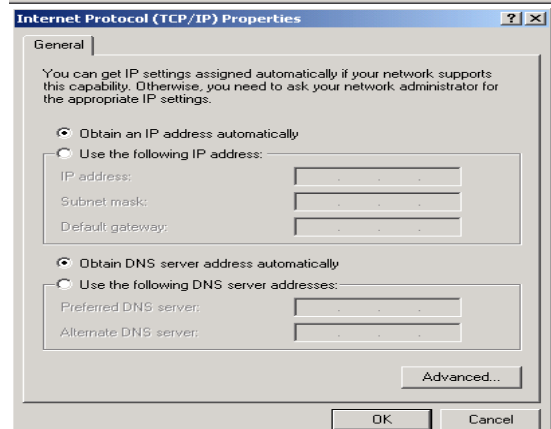 Internet Protocol (TCP/IP) Properties
General
You can get IP settings assigned automatically if your network supports
this capability. Otherwise, you need to ask your network administrator for
the appropriate IP settings.
Obtain an IP address automatically
Use the following IP address:
IP address:
Subnet mask:
Default gateway:
Obtain DNS server address automatically
Use the following DNS server addresses:
Preferred DNS server:
Alternate DNS server:
Advanced...
OK Cancel